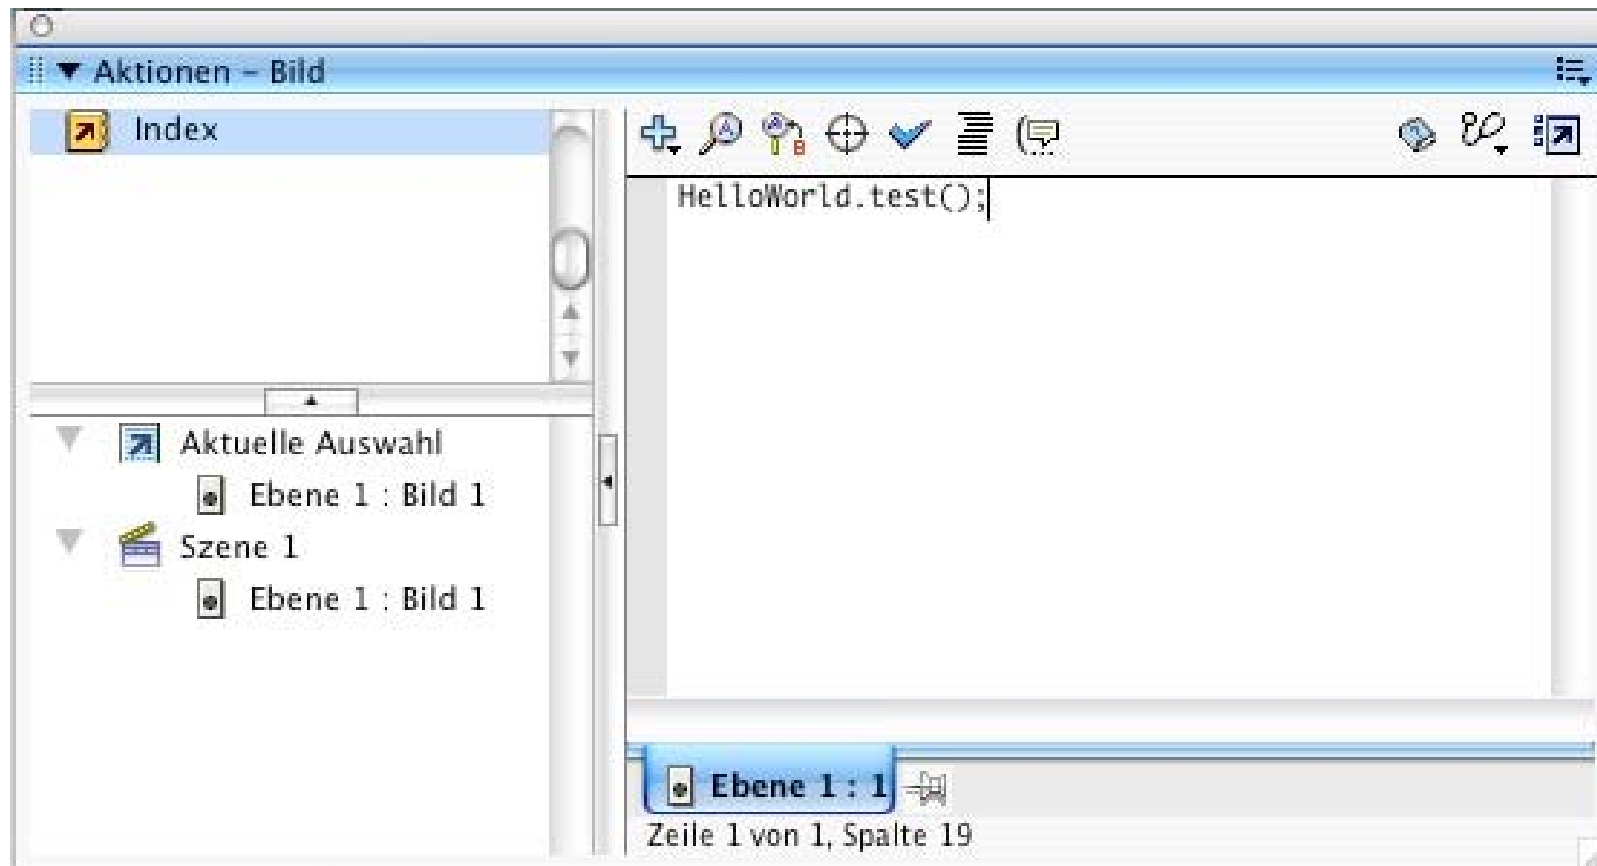 Aktionen – Bild
Index
HelloWorld.test();
Aktuelle Auswahl
Ebene 1 : Bild 1
Szene 1
Ebene 1 : Bild 1
Ebene 1 : 1
Zeile 1 von 1, Spalte 19